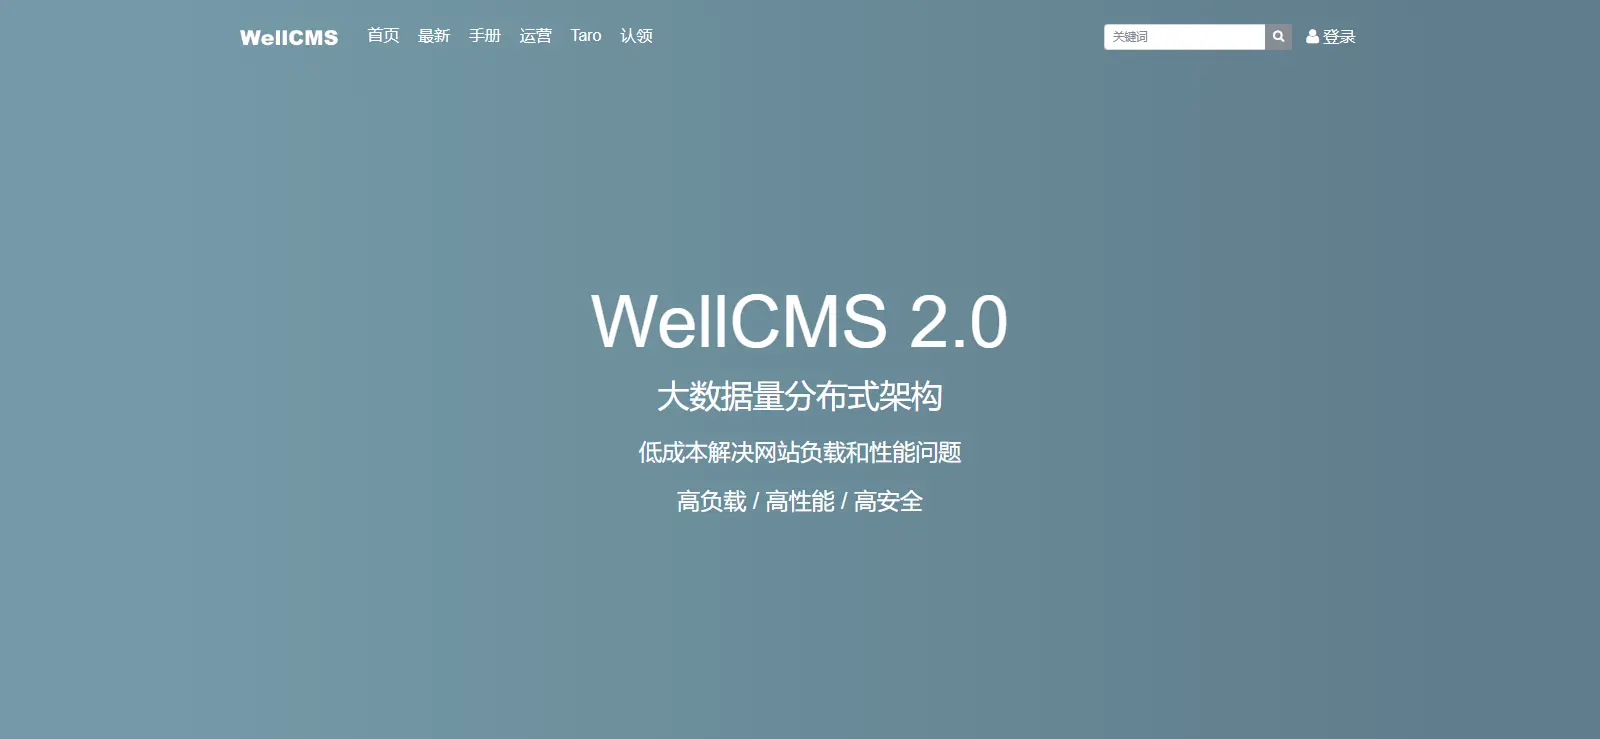 WellCMS 首页 最新 手册 运营 Taro 认领 关键词 登录
WellCMS 2.0
大数据量分布式架构
低成本解决网站负载和性能问题
高负载 / 高性能 / 高安全